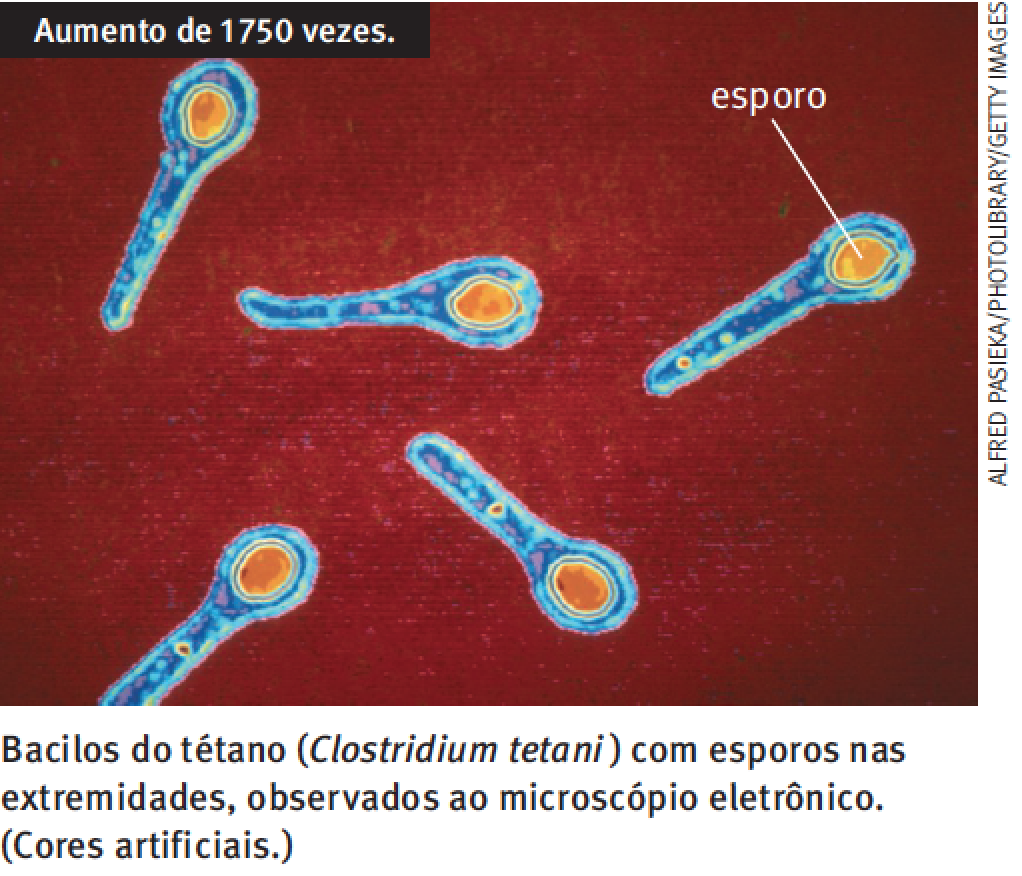 Aumento de 1750 vezes.
esporo
ALFRED PASIEKA/PHOTOLIBRARY/GETTY IMAGES
Bacilos do tétano (Clostridium tetani) com esporos nas
extremidades, observados ao microscópio eletrônico.
(Cores artificiais.)